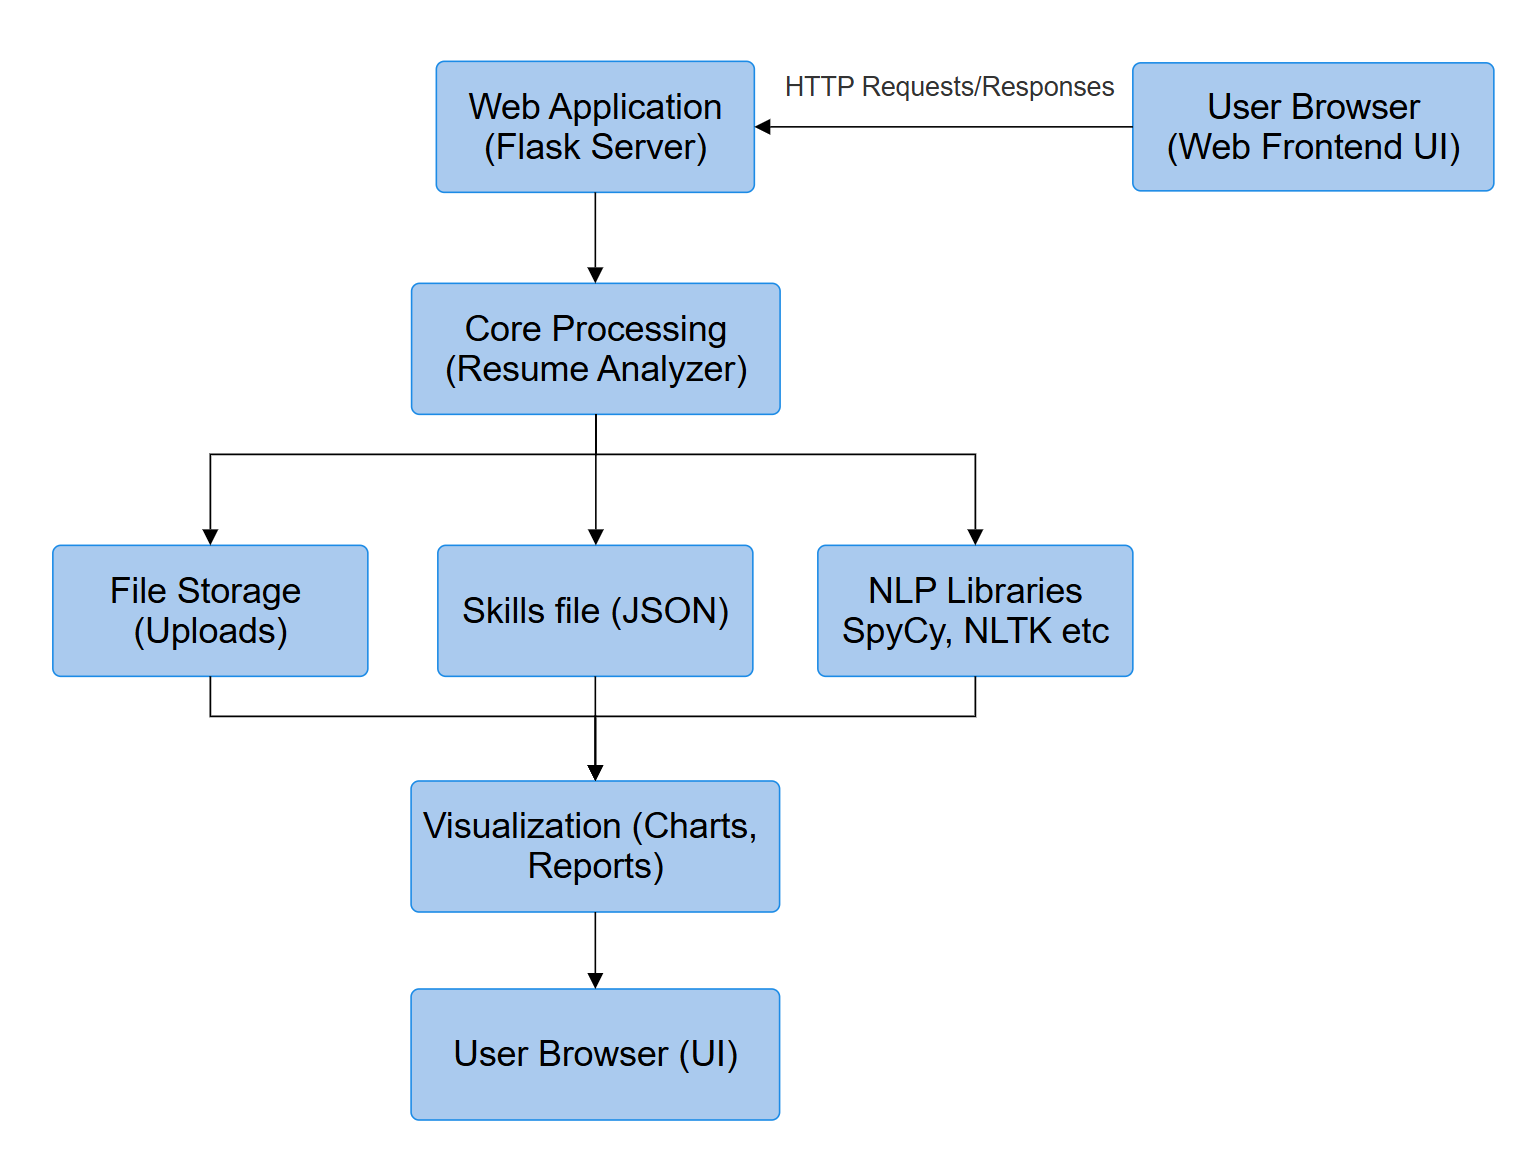 Web Application
(Flask Server)
HTTP Requests/Responses
User Browser
(Web Frontend UI)
Core Processing
(Resume Analyzer)
File Storage
(Uploads)
Skills file (JSON)
NLP Libraries
SpyCy, NLTK etc
Visualization (Charts,
Reports)
User Browser (UI)